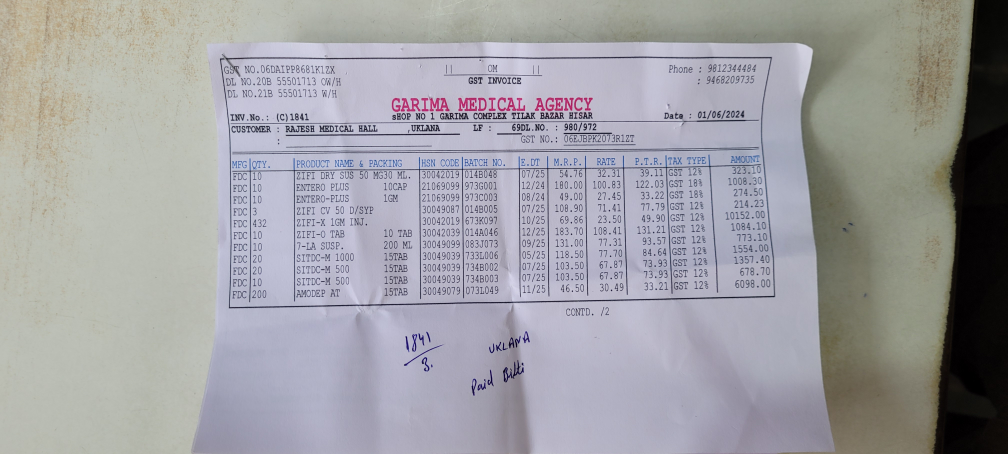 GST NO.06DAIPP8681K1ZX || OM || Phone : 9812344484
DL NO.20B 55501713 OW/H GST INVOICE : 9468209735
DL NO.21B 55501713 W/H
GARIMA MEDICAL AGENCY
INV.No.: (C)1841 sHOP NO 1 GARIMA COMPLEX TILAK BAZAR HISAR Date : 01/06/2024
CUSTOMER : RAJESH MEDICAL HALL ,UKLANA LF : 69DL.NO. : 980/972
: GST NO.: 06EJBPK2073R1ZT
MFG QTY. PRODUCT NAME & PACKING HSN CODE BATCH NO. E.DT M.R.P. RATE P.T.R. TAX TYPE AMOUNT
FDC 10 ZIFI DRY SUS 50 MG30 ML. 30042019 014B048 07/25 54.76 32.31 39.11 GST 12% 323.10
FDC 10 ENTERO PLUS 10CAP 21069099 973G001 12/24 180.00 100.83 122.03 GST 18% 1008.30
FDC 10 ENTERO-PLUS 1GM 21069099 973C003 08/24 49.00 27.45 33.22 GST 18% 274.50
FDC 3 ZIFI CV 50 D/SYP 30049087 014B005 07/25 108.90 71.41 77.79 GST 12% 214.23
FDC 432 ZIFI-X 1GM INJ. 30042019 673K097 10/25 69.86 23.50 49.90 GST 12% 10152.00
FDC 10 ZIFI-O TAB 10 TAB 30042039 014A046 12/25 183.70 108.41 131.21 GST 12% 1084.10
FDC 10 7-LA SUSP. 200 ML 30049099 083J073 09/25 131.00 77.31 93.57 GST 12% 773.10
FDC 20 SITDC-M 1000 15TAB 30049099 733L006 05/25 118.50 77.70 84.64 GST 12% 1554.00
FDC 20 SITDC-M 500 15TAB 30049039 734B002 07/25 103.50 67.87 73.93 GST 12% 1357.40
FDC 10 SITDC-M 500 15TAB 30049039 734B003 07/25 103.50 67.87 73.93 GST 12% 678.70
FDC 200 AMODEP AT 15TAB 30049079 073L049 11/25 46.50 30.49 33.21 GST 12% 6098.00
CONTD. /2
1841
3.
UKLANA
Paid